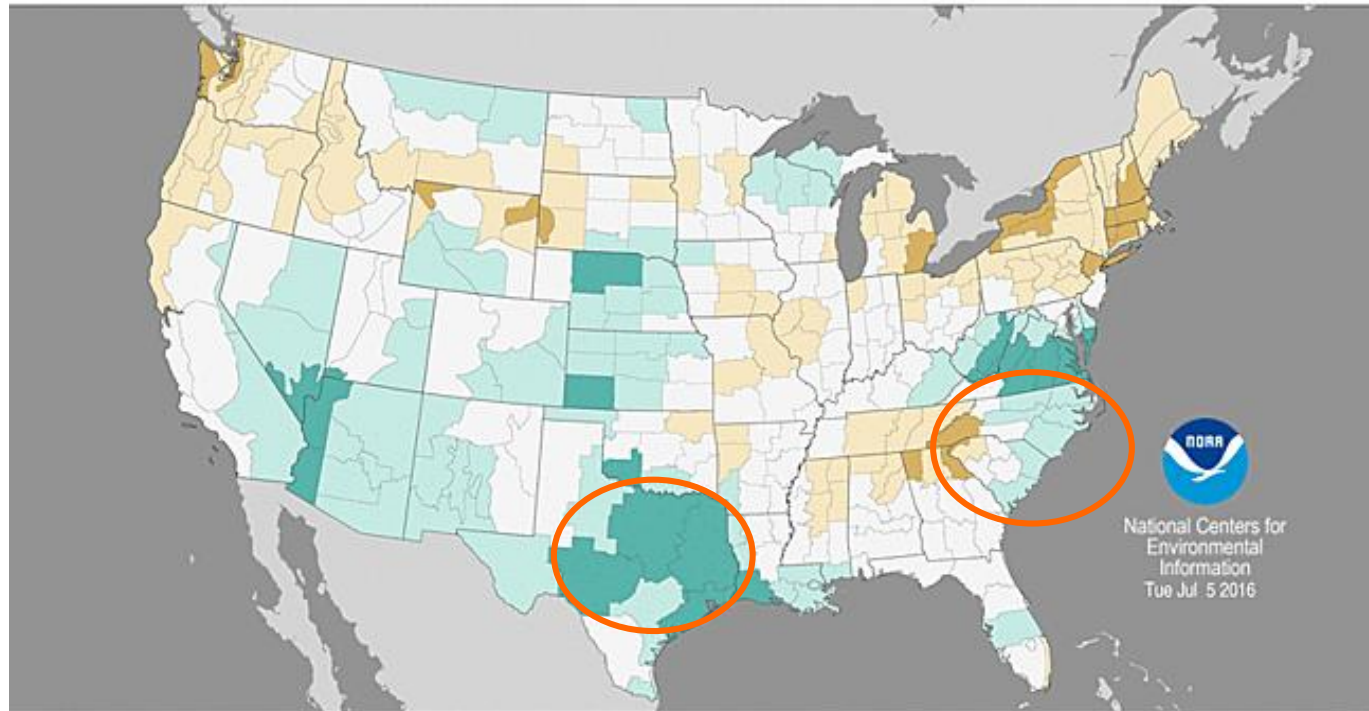 NOAA
National Centers for
Environmental
Information
Tue Jul 5 2016